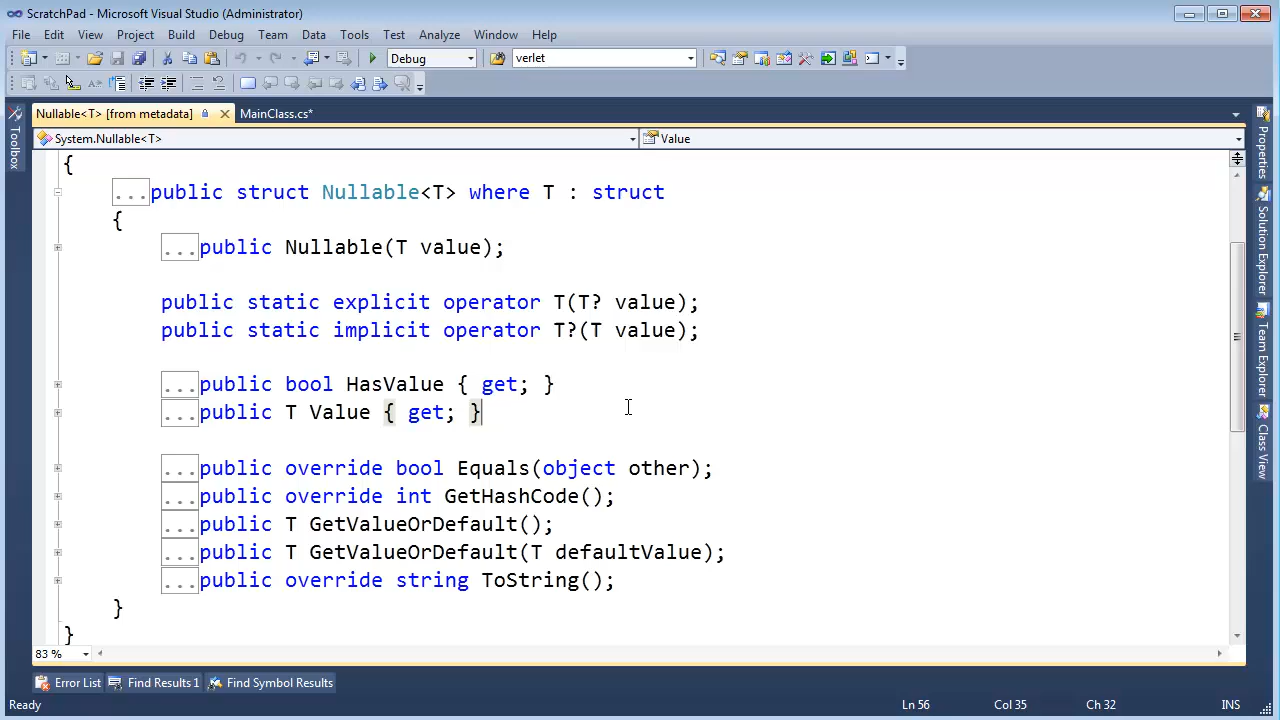 ScratchPad - Microsoft Visual Studio (Administrator)
File Edit View Project Build Debug Team Data Tools Test Analyze Window Help
Debug verlet
Nullable<T> [from metadata] MainClass.cs*
System.Nullable<T> Value
Toolbox
Properties
Solution Explorer
Team Explorer
Class View
{
...public struct Nullable<T> where T : struct
{
...public Nullable(T value);
public static explicit operator T(T? value);
public static implicit operator T?(T value);
...public bool HasValue { get; }
...public T Value { get; }
...public override bool Equals(object other);
...public override int GetHashCode();
...public T GetValueOrDefault();
...public T GetValueOrDefault(T defaultValue);
...public override string ToString();
}
}
83 %
Error List Find Results 1 Find Symbol Results
Ready Ln 56 Col 35 Ch 32 INS